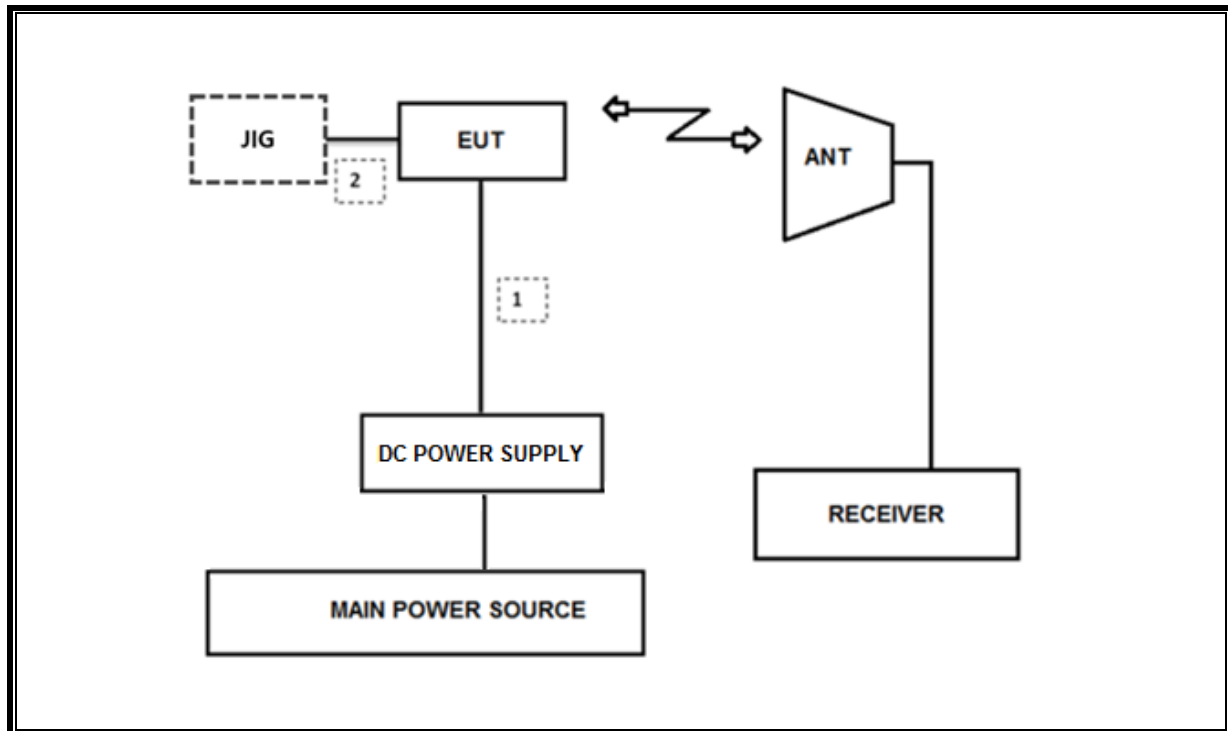 JIG
EUT
ANT
2
1
DC POWER SUPPLY
RECEIVER
MAIN POWER SOURCE